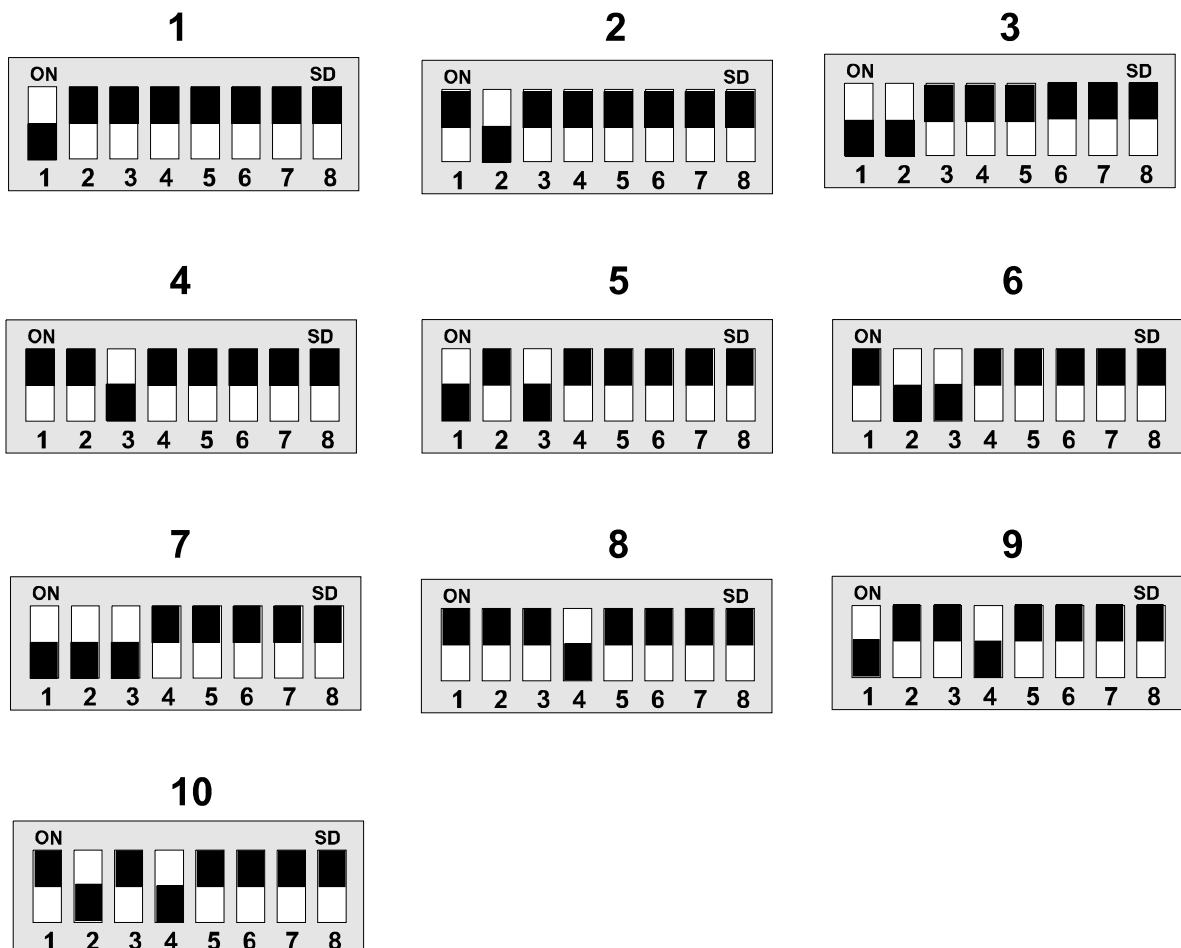 1 2 3
ON SD ON SD ON SD
1 2 3 4 5 6 7 8 1 2 3 4 5 6 7 8 1 2 3 4 5 6 7 8
4 5 6
ON SD ON SD ON SD
1 2 3 4 5 6 7 8 1 2 3 4 5 6 7 8 1 2 3 4 5 6 7 8
7 8 9
ON SD ON SD ON SD
1 2 3 4 5 6 7 8 1 2 3 4 5 6 7 8 1 2 3 4 5 6 7 8
10
ON SD
1 2 3 4 5 6 7 8